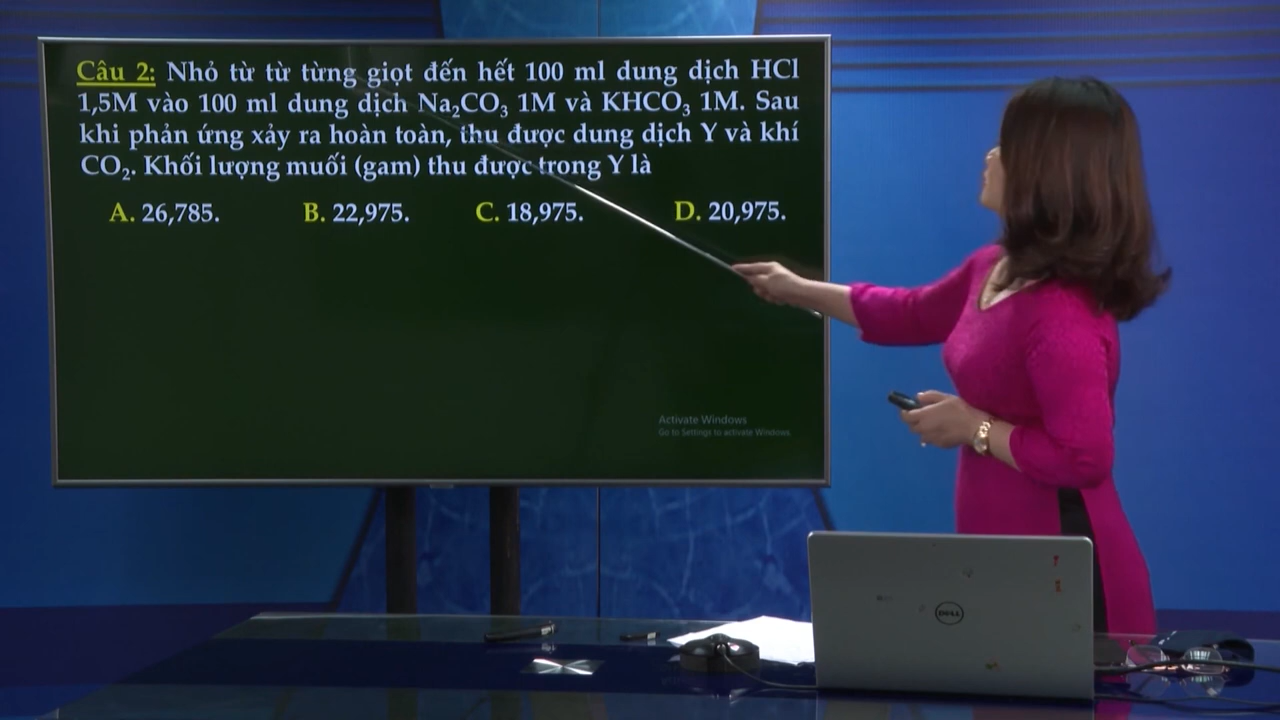 Câu 2: Nhỏ từ từ từng giọt đến hết 100 ml dung dịch HCl
1,5M vào 100 ml dung dịch Na₂CO₃ 1M và KHCO₃ 1M. Sau
khi phản ứng xảy ra hoàn toàn, thu được dung dịch Y và khí
CO₂. Khối lượng muối (gam) thu được trong Y là
A. 26,785. B. 22,975. C. 18,975. D. 20,975.
Activate Windows
Go to Settings to activate Windows.
DELL